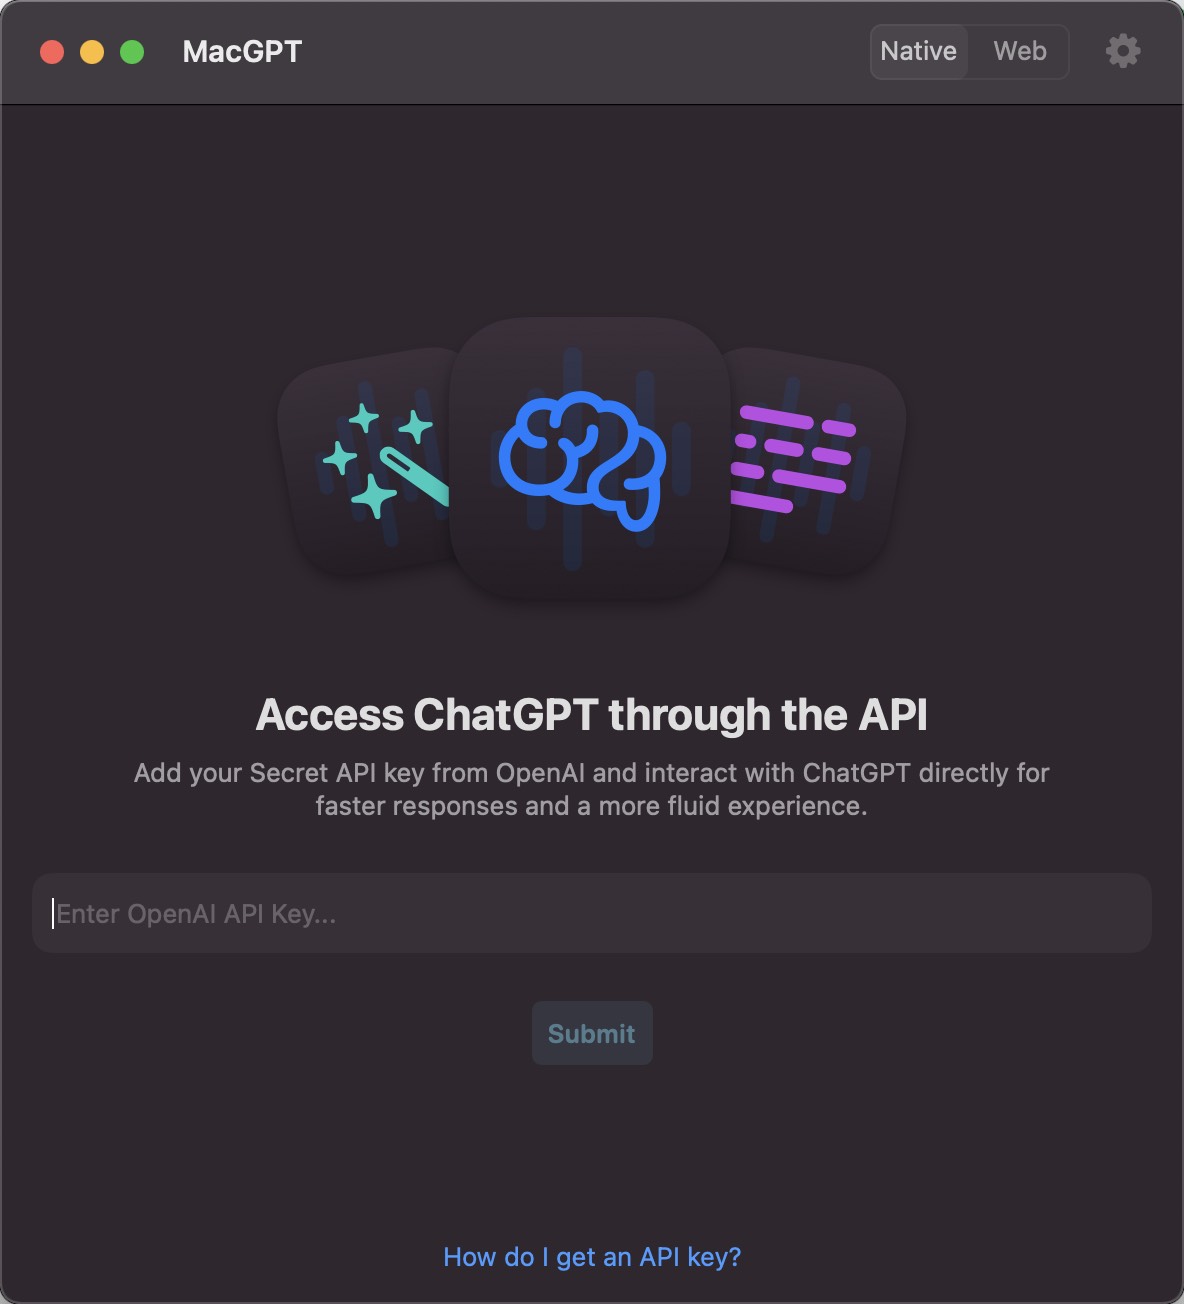 MacGPT
Native
Web
Access ChatGPT through the API
Add your Secret API key from OpenAI and interact with ChatGPT directly for
faster responses and a more fluid experience.
Enter OpenAI API Key...
Submit
How do I get an API key?